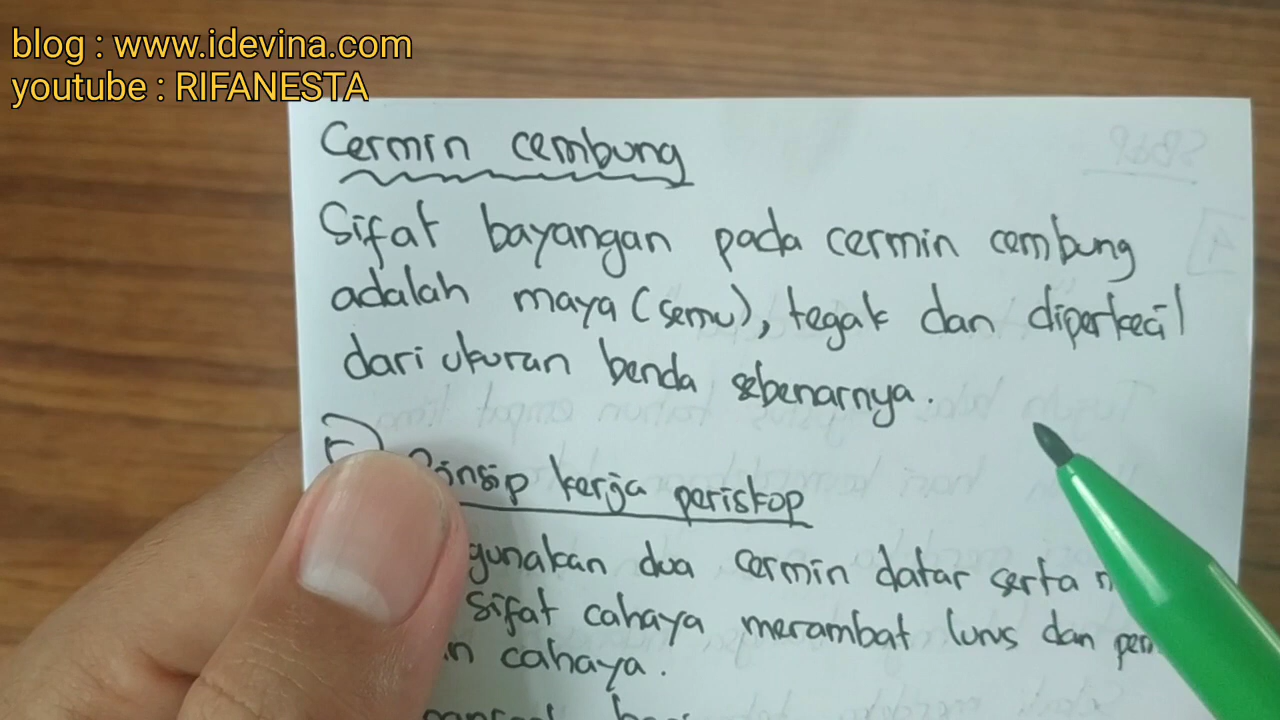 blog : www.idevina.com
youtube : RIFANESTA
Cermin cembung
Sifat bayangan pada cermin cembung
adalah maya (semu), tegak dan diperkecil
dari ukuran benda sebenarnya.
insip kerja periskop
gunakan dua cermin datar serta
sifat cahaya merambat lurus dan
cahaya.